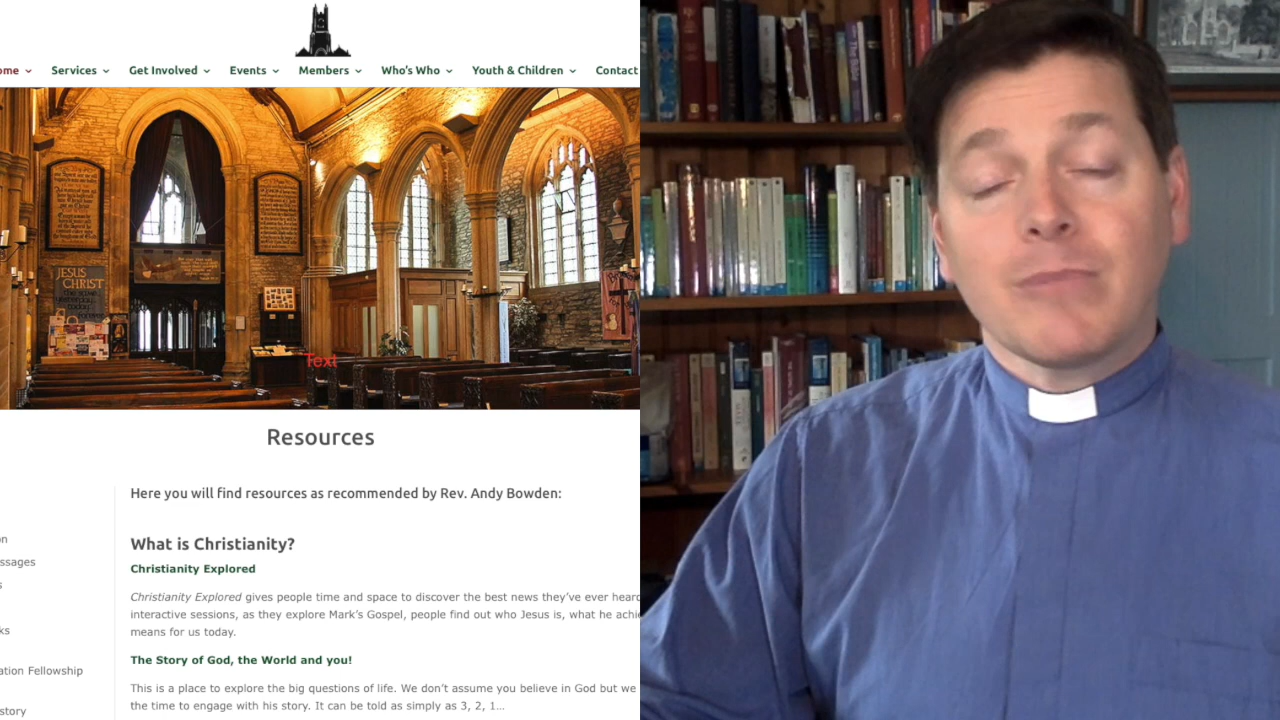 ome
Services
Get Involved
Events
Members
Who's Who
Youth & Children
Contact
JESUS
CHRIST
Text
Resources
Here you will find resources as recommended by Rev. Andy Bowden:
on
ssages
s
ks
ation Fellowship
story
What is Christianity?
Christianity Explored
Christianity Explored gives people time and space to discover the best news they've ever heard
interactive sessions, as they explore Mark's Gospel, people find out who Jesus is, what he achi
means for us today.
The Story of God, the World and you!
This is a place to explore the big questions of life. We don't assume you believe in God but we
the time to engage with his story. It can be told as simply as 3, 2, 1...